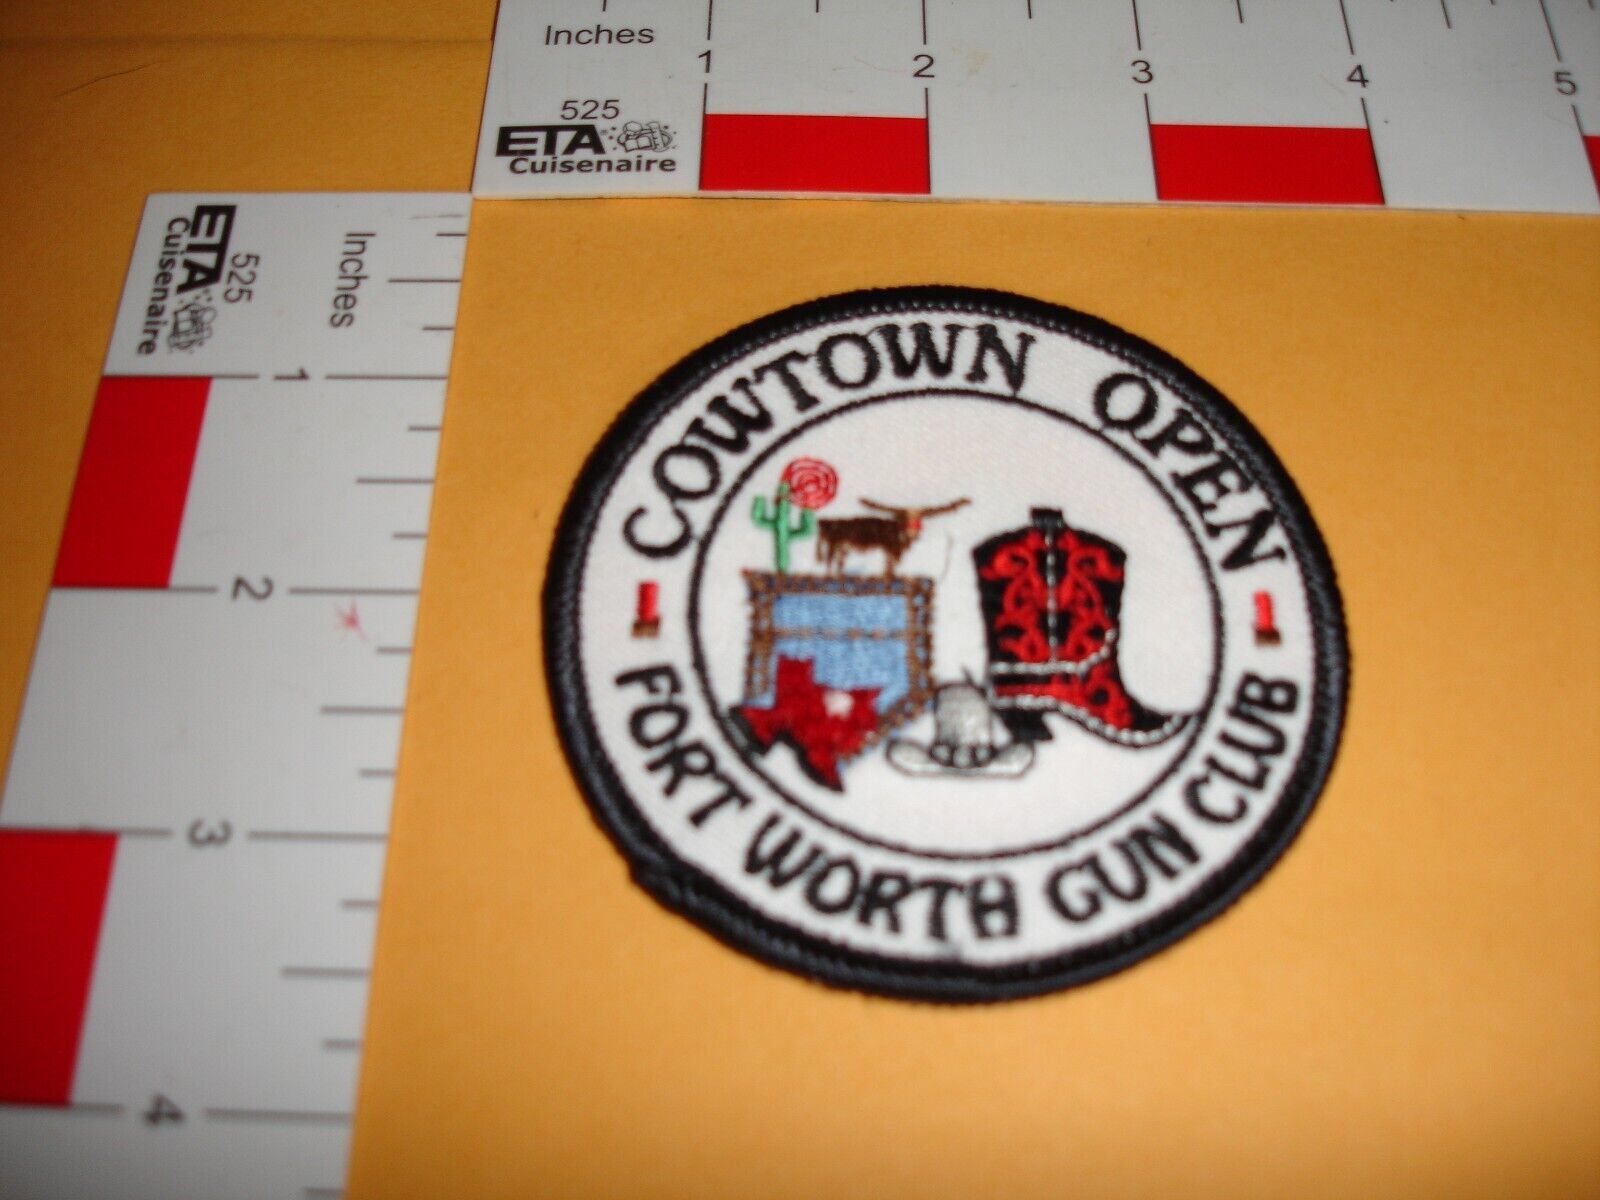 Inches
1 2 3 4 5
525
ETA
Cuisenaire
Inches
525
ETA
Cuisenaire
1
2
3
4
COWTOWN OPEN
FORT WORTH GUN CLUB